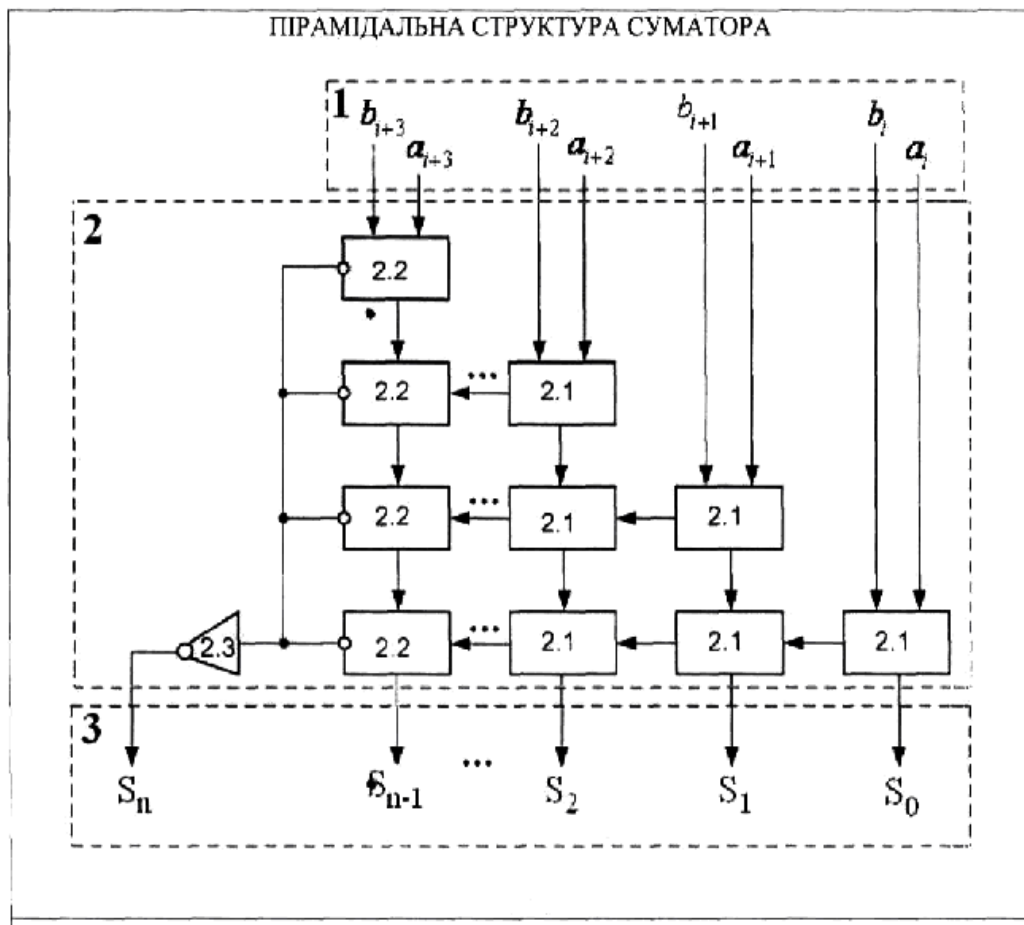 ПІРАМІДАЛЬНА СТРУКТУРА СУМАТОРА
1
b_{i+3} a_{i+3} b_{i+2} a_{i+2} b_{i+1} a_{i+1} b_i a_i
2
2.2
2.2 ... 2.1
2.2 ... 2.1 2.1
2.3 2.2 ... 2.1 2.1 2.1
3
S_n S_{n-1} ... S_2 S_1 S_0